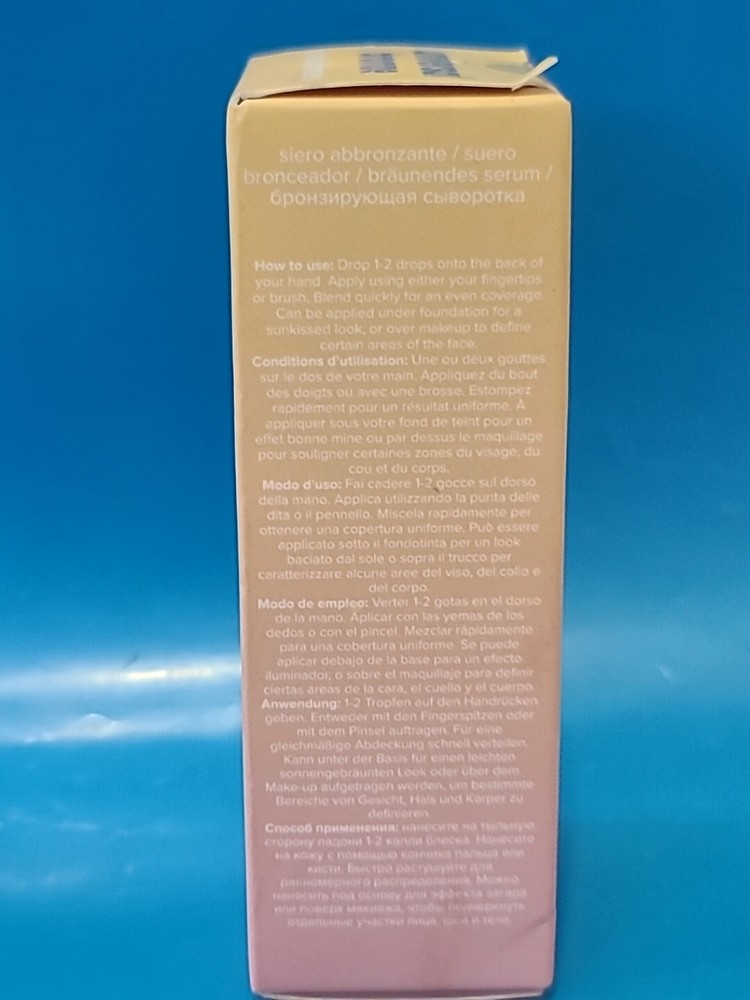 siero abbronzante / suero
bronceador / bräunendes serum /
бронзирующая сыворотка
How to use: Drop 1-2 drops onto the back of
your hand. Apply using either your fingertips
or brush. Blend quickly for an even coverage.
Can be applied under foundation for a
sunkissed look, or over makeup to define
certain areas of the face.
Conditions d'utilisation: Une ou deux gouttes
sur le dos de votre main. Appliquez du bout
des doigts ou avec une brosse. Estompez
rapidement pour un résultat uniforme. À
appliquer sous votre fond de teint pour un
effet bonne mine ou par dessus le maquillage
pour souligner certaines zones du visage, du
cou et du corps.
Modo d'uso: Fai cadere 1-2 gocce sul dorso
della mano. Applica utilizzando la punta delle
dita o il pennello. Miscela rapidamente per
ottenere una copertura uniforme. Può essere
applicato sotto il fondotinta per un look
baciato dal sole o sopra il trucco per
caratterizzare alcune aree del viso, del collo e
del corpo.
Modo de empleo: Verter 1-2 gotas en el dorso
de la mano. Aplicar con las yemas de los
dedos o con el pincel. Mezclar rápidamente
para una cobertura uniforme. Se puede
aplicar debajo de la base para un efecto
iluminador, o sobre el maquillaje para definir
ciertas áreas de la cara, el cuello y el cuerpo.
Anwendung: 1-2 Tropfen auf den Handrücken
geben. Entweder mit den Fingerspitzen oder
mit dem Pinsel auftragen. Für eine
gleichmäßige Abdeckung schnell verteilen.
Kann unter der Basis für einen leichten
sonnengebräunten Look oder über dem
Make-up aufgetragen werden, um bestimmte
Bereiche von Gesicht, Hals und Körper zu
definieren.
Способ применения: нанесите на тыльную
сторону ладони 1-2 капли блеска. Нанесите
на кожу с помощью кончика пальца или
кисти. Быстро растушуйте для
равномерного распределения. Можно
наносить под основу для эффекта загара
или поверх макияжа, чтобы подчеркнуть
отдельные участки лица, шеи и тела.